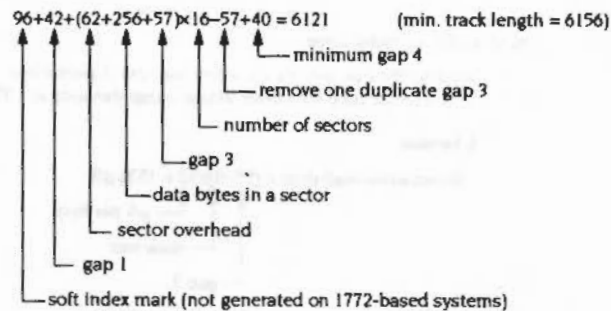 96+42+(62+256+57)×16–57+40 = 6121 (min. track length = 6156)
minimum gap 4
remove one duplicate gap 3
number of sectors
gap 3
data bytes in a sector
sector overhead
gap 1
soft index mark (not generated on 1772-based systems)